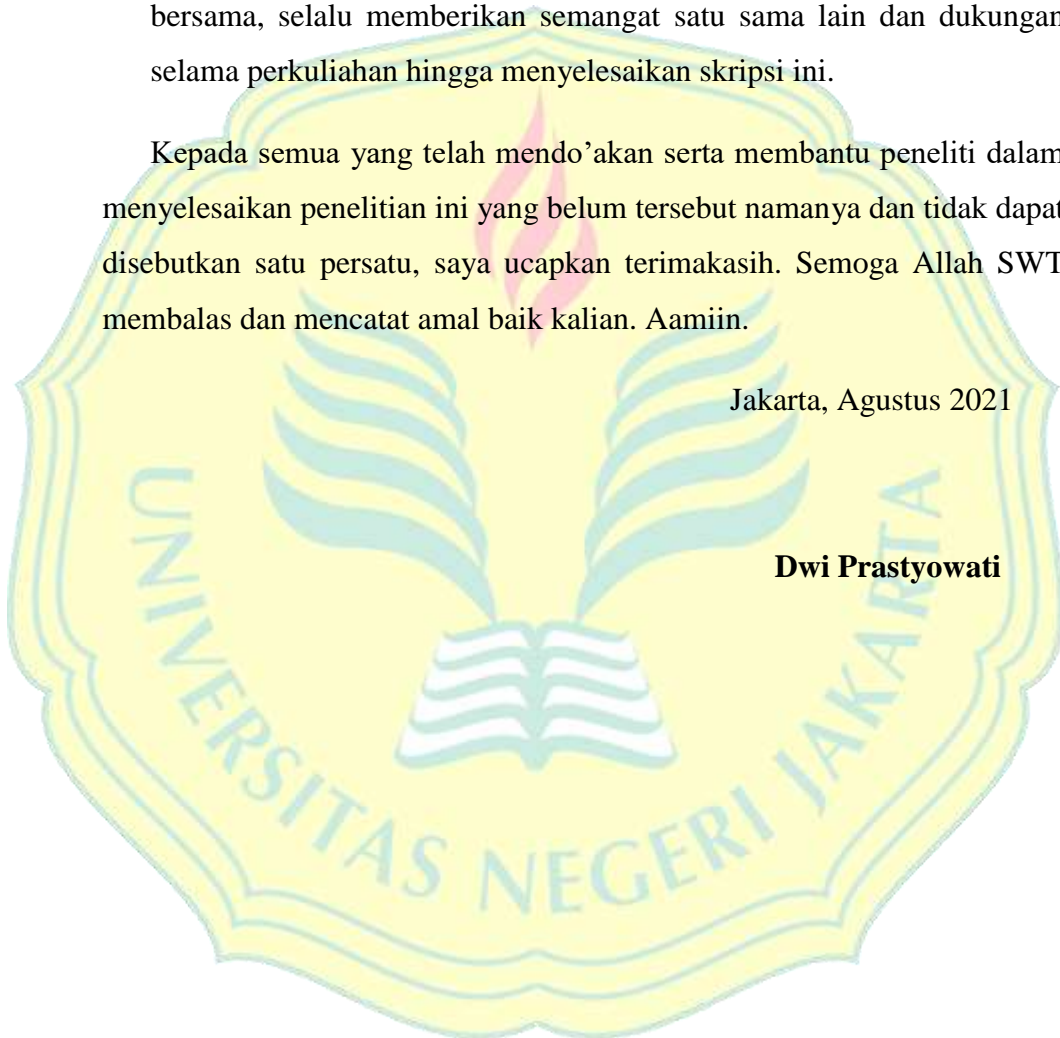 bersama, selalu memberikan semangat satu sama lain dan dukungan
selama perkuliahan hingga menyelesaikan skripsi ini.
Kepada semua yang telah mendo’akan serta membantu peneliti dalam
menyelesaikan penelitian ini yang belum tersebut namanya dan tidak dapat
disebutkan satu persatu, saya ucapkan terimakasih. Semoga Allah SWT
membalas dan mencatat amal baik kalian. Aamiin.
Jakarta, Agustus 2021
Dwi Prastyowati
UNIVERSITAS NEGERI JAKARTA